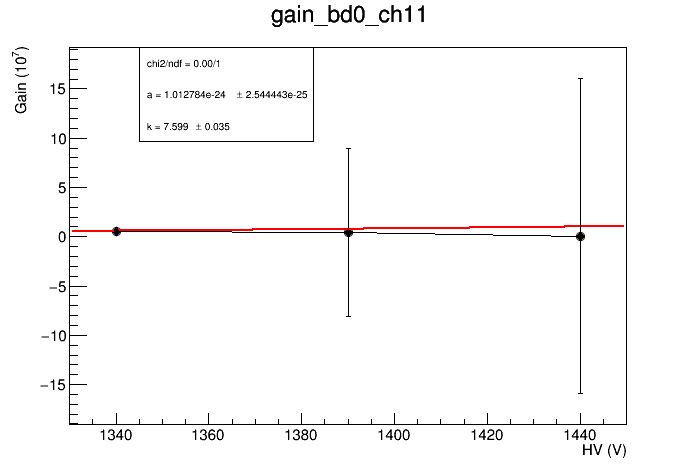 gain_bd0_ch11
Gain (10^7)
chi2/ndf = 0.00/1
a = 1.012784e-24 ± 2.544443e-25
k = 7.599 ± 0.035
15
10
5
0
−5
−10
−15
1340 1360 1380 1400 1420 1440
HV (V)